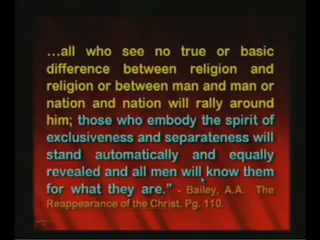 ...all who see no true or basic
difference between religion and
religion or between man and man or
nation and nation will rally around
him; those who embody the spirit of
exclusiveness and separateness will
stand automatically and equally
revealed and all men will know them
for what they are.” - Bailey, A.A. The
Reappearance of the Christ. Pg. 110.